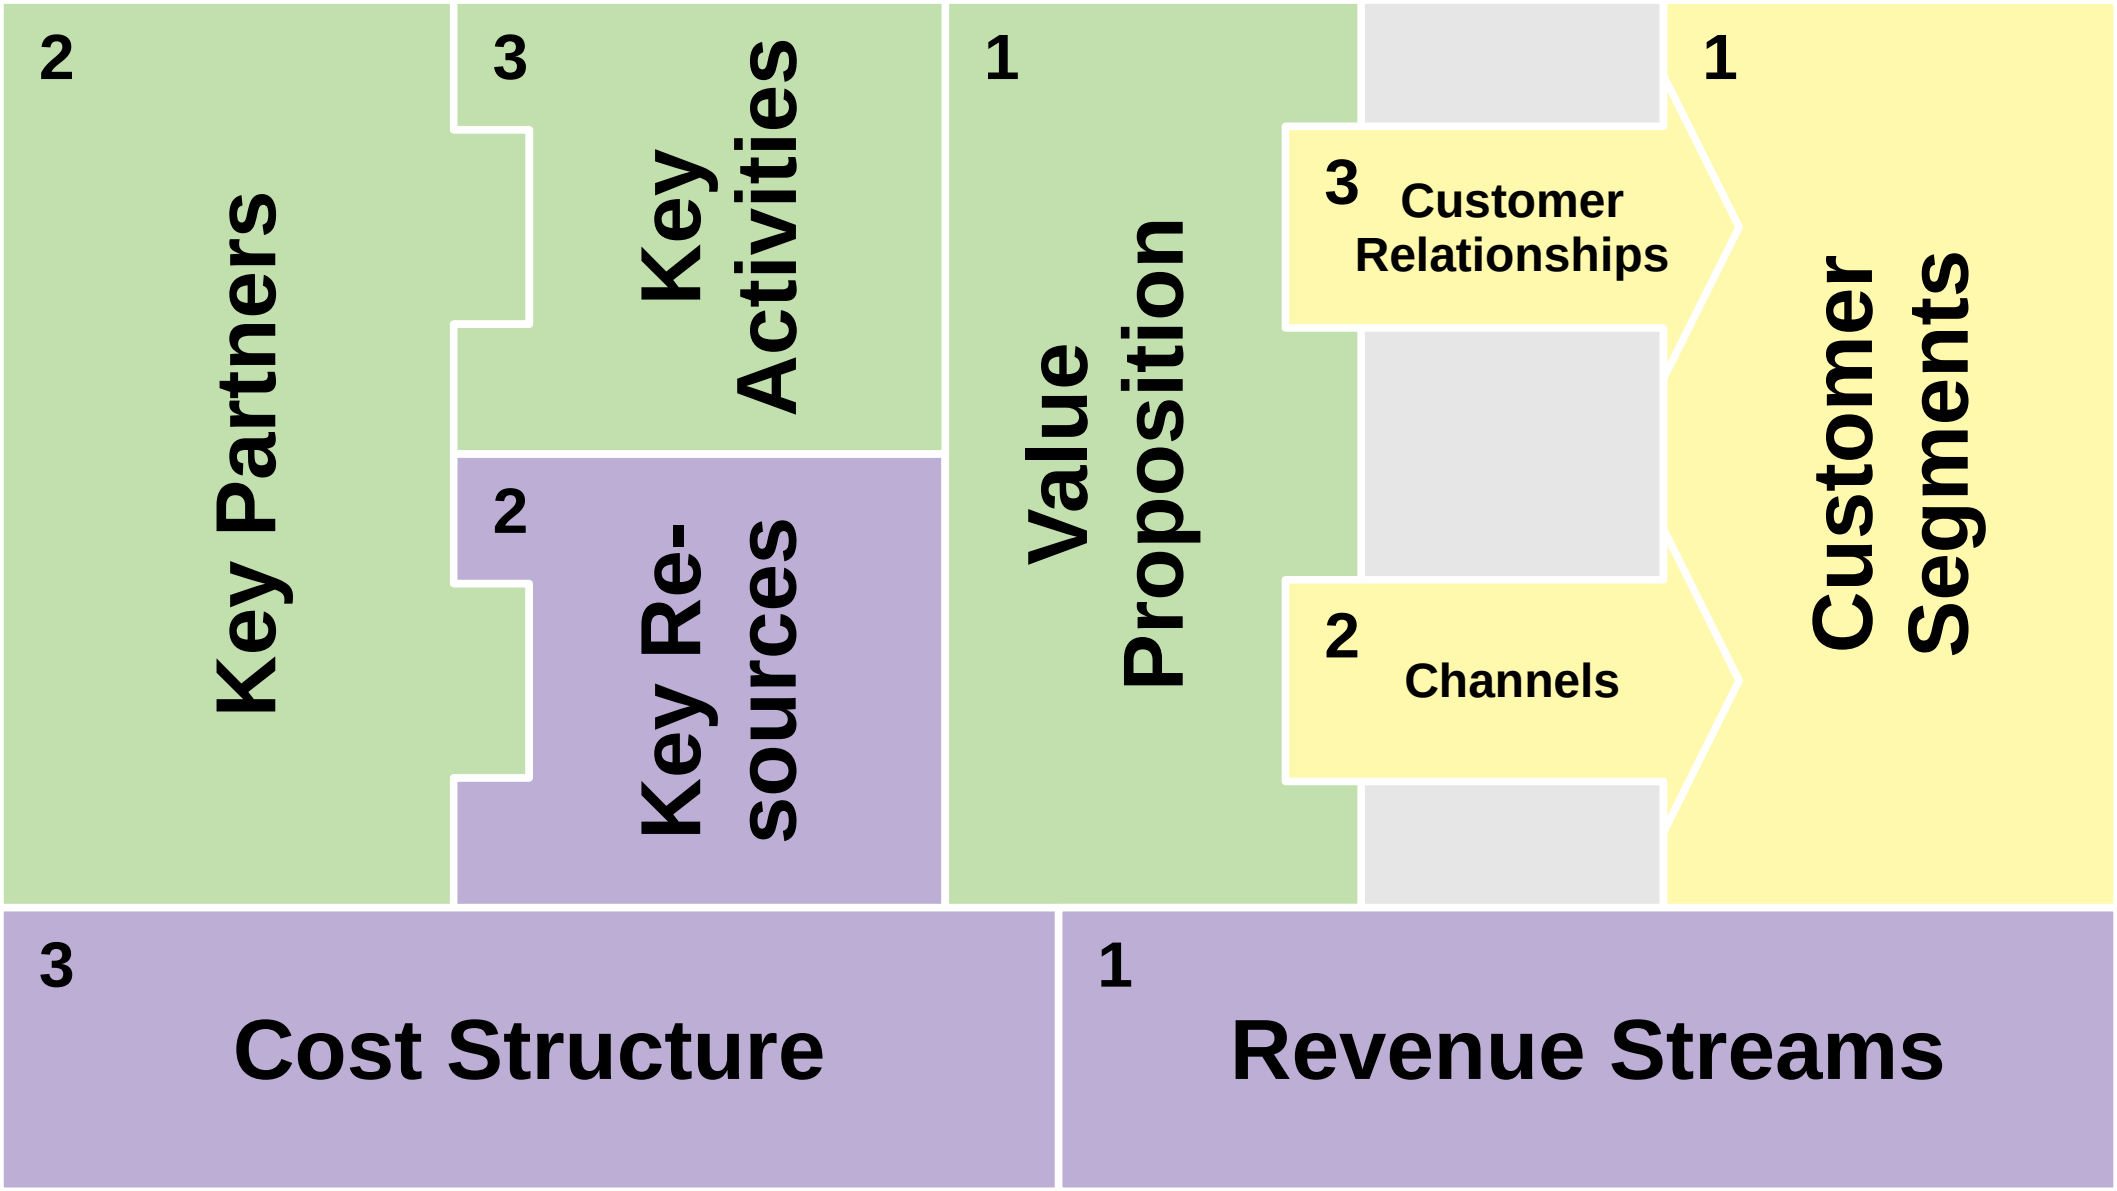 2
Key Partners
3
Key
Activities
2
Key Re-
sources
1
Value
Proposition
3
Customer
Relationships
2
Channels
1
Customer
Segments
3
Cost Structure
1
Revenue Streams